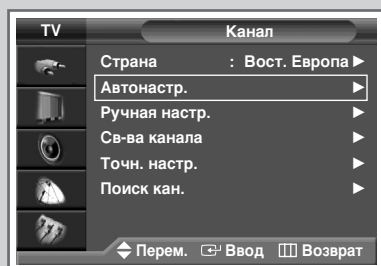 TV Канал
Страна : Вост. Европа ►
Автонастр. ►
Ручная настр. ►
Св-ва канала ►
Точн. настр. ►
Поиск кан. ►
Перем. Ввод Возврат